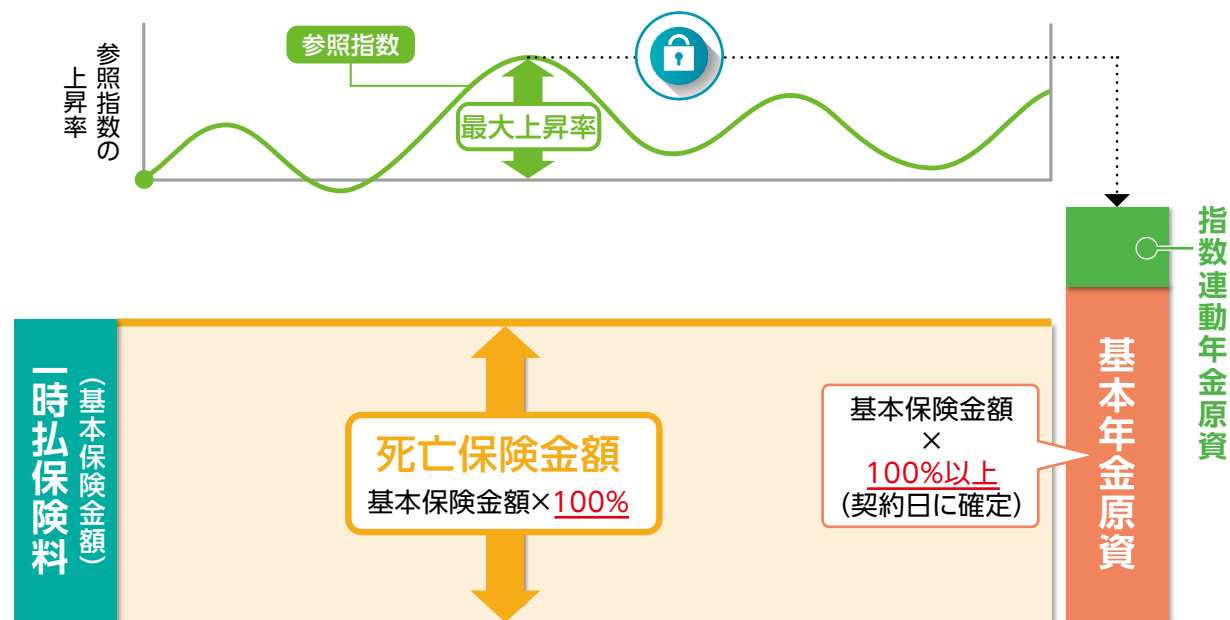 参照指数の
上昇率
参照指数
最大上昇率
指数連動年金原資
一時払保険料
（基本保険金額）
死亡保険金額
基本保険金額×100%
基本保険金額
×
100%以上
(契約日に確定)
基本年金原資